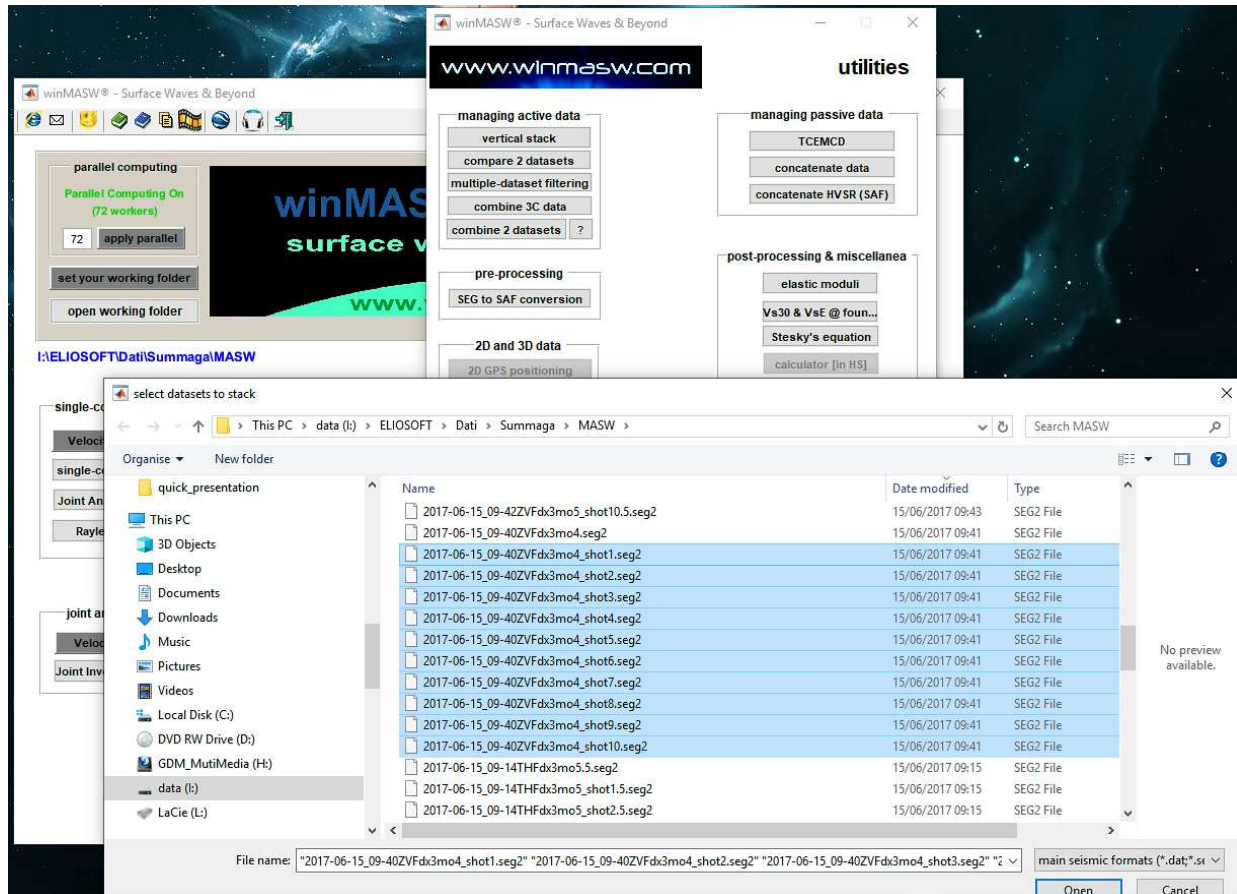 winMASW® - Surface Waves & Beyond
www.winmasw.com
utilities
managing active data
vertical stack
compare 2 datasets
multiple-dataset filtering
combine 3C data
combine 2 datasets
?
managing passive data
TCEMCD
concatenate data
concatenate HVSR (SAF)
pre-processing
SEG to SAF conversion
post-processing & miscellanea
elastic moduli
Vs30 & VsE @ foun...
Stesky's equation
calculator [in HS]
2D and 3D data
2D GPS positioning
winMASW® - Surface Waves & Beyond
parallel computing
Parallel Computing On
(72 workers)
72
apply parallel
set your working folder
open working folder
winMAS
surface v
www.
I:\ELIOSOFT\Dati\Summaga\MASW
single-co
Veloci
single-co
Joint An
Rayle
joint ar
Veloc
Joint Inv
select datasets to stack
This PC > data (I:) > ELIOSOFT > Dati > Summaga > MASW >
Search MASW
Organise
New folder
quick_presentation
This PC
3D Objects
Desktop
Documents
Downloads
Music
Pictures
Videos
Local Disk (C:)
DVD RW Drive (D:)
GDM_MutiMedia (H:)
data (I:)
LaCie (L:)
Name Date modified Type
2017-06-15_09-42ZVFdx3mo5_shot10.5.seg2 15/06/2017 09:43 SEG2 File
2017-06-15_09-40ZVFdx3mo4.seg2 15/06/2017 09:41 SEG2 File
2017-06-15_09-40ZVFdx3mo4_shot1.seg2 15/06/2017 09:41 SEG2 File
2017-06-15_09-40ZVFdx3mo4_shot2.seg2 15/06/2017 09:41 SEG2 File
2017-06-15_09-40ZVFdx3mo4_shot3.seg2 15/06/2017 09:41 SEG2 File
2017-06-15_09-40ZVFdx3mo4_shot4.seg2 15/06/2017 09:41 SEG2 File
2017-06-15_09-40ZVFdx3mo4_shot5.seg2 15/06/2017 09:41 SEG2 File
2017-06-15_09-40ZVFdx3mo4_shot6.seg2 15/06/2017 09:41 SEG2 File
2017-06-15_09-40ZVFdx3mo4_shot7.seg2 15/06/2017 09:41 SEG2 File
2017-06-15_09-40ZVFdx3mo4_shot8.seg2 15/06/2017 09:41 SEG2 File
2017-06-15_09-40ZVFdx3mo4_shot9.seg2 15/06/2017 09:41 SEG2 File
2017-06-15_09-40ZVFdx3mo4_shot10.seg2 15/06/2017 09:41 SEG2 File
2017-06-15_09-14THFdx3mo5.5.seg2 15/06/2017 09:15 SEG2 File
2017-06-15_09-14THFdx3mo5_shot1.5.seg2 15/06/2017 09:15 SEG2 File
2017-06-15_09-14THFdx3mo5_shot2.5.seg2 15/06/2017 09:15 SEG2 File
No preview
available.
File name: "2017-06-15_09-40ZVFdx3mo4_shot1.seg2" "2017-06-15_09-40ZVFdx3mo4_shot2.seg2" "2017-06-15_09-40ZVFdx3mo4_shot3.seg2" "2
main seismic formats (*.dat;*.se
Open
Cancel